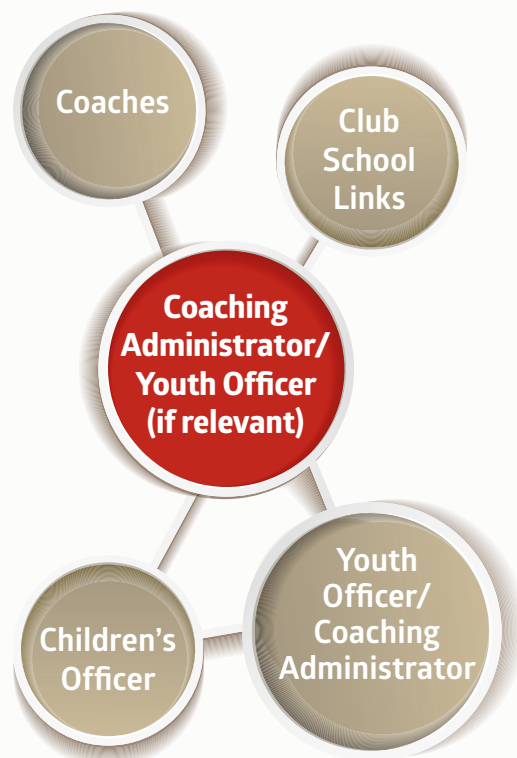 Coaches
Club
School
Links
Coaching
Administrator/
Youth Officer
(if relevant)
Children’s
Officer
Youth
Officer/
Coaching
Administrator